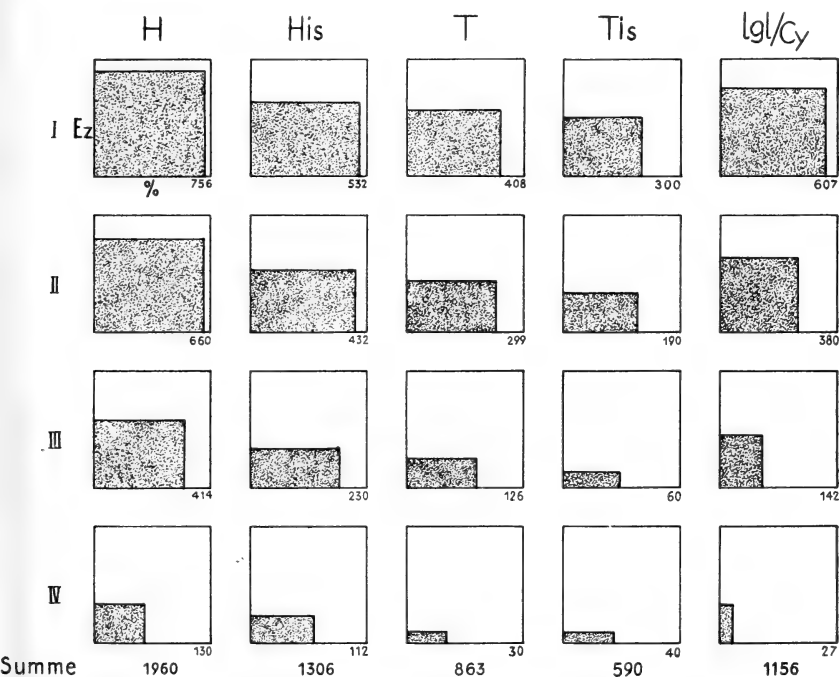 H His T Tis lgl/Cy
I Ez
% 756 532 408 300 607
II
660 432 299 190 380
III
414 230 126 60 142
IV
130 112 30 40 27
Summe 1960 1306 863 590 1156